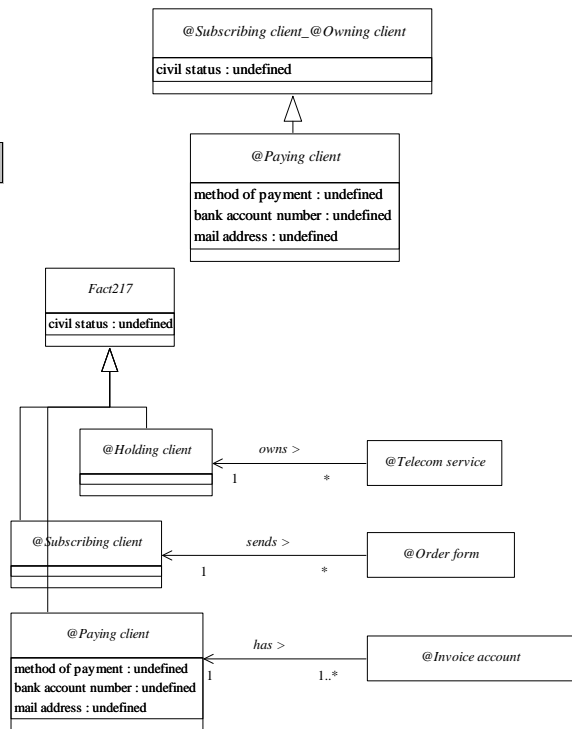 @Subscribing client_@Owning client
civil status : undefined
@Paying client
method of payment : undefined
bank account number : undefined
mail address : undefined
Fact217
civil status : undefined
@Holding client
owns >
1
*
@Telecom service
@Subscribing client
sends >
1
*
@Order form
@Paying client
method of payment : undefined
bank account number : undefined
mail address : undefined
has >
1
1..*
@Invoice account